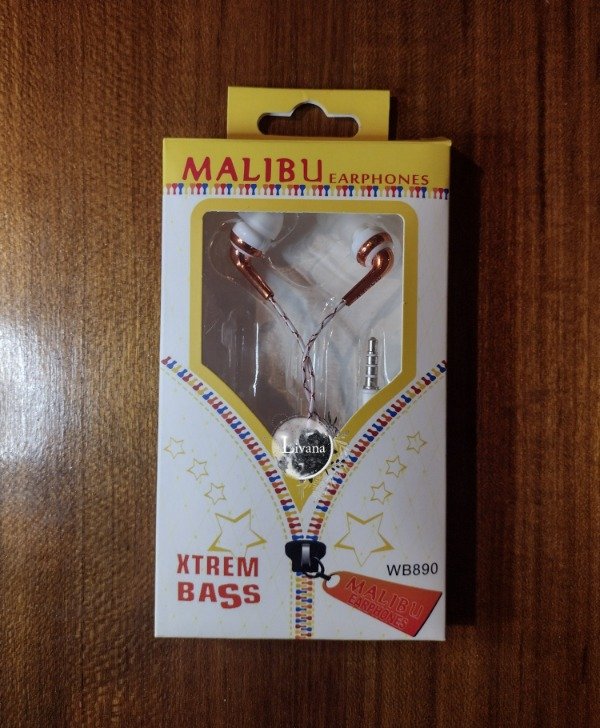 MALIBU EARPHONES
Livana
XTREM
BASS
WB890
MALIBU
EARPHONES